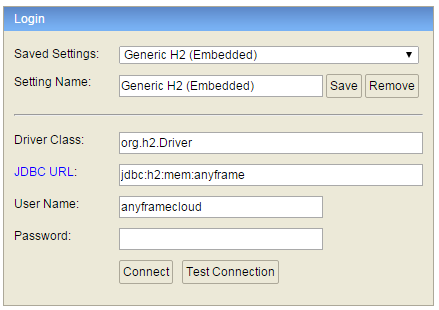 Login
Saved Settings: Generic H2 (Embedded)
Setting Name: Generic H2 (Embedded) Save Remove
Driver Class: org.h2.Driver
JDBC URL: jdbc:h2:mem:anyframe
User Name: anyframecloud
Password:
Connect Test Connection